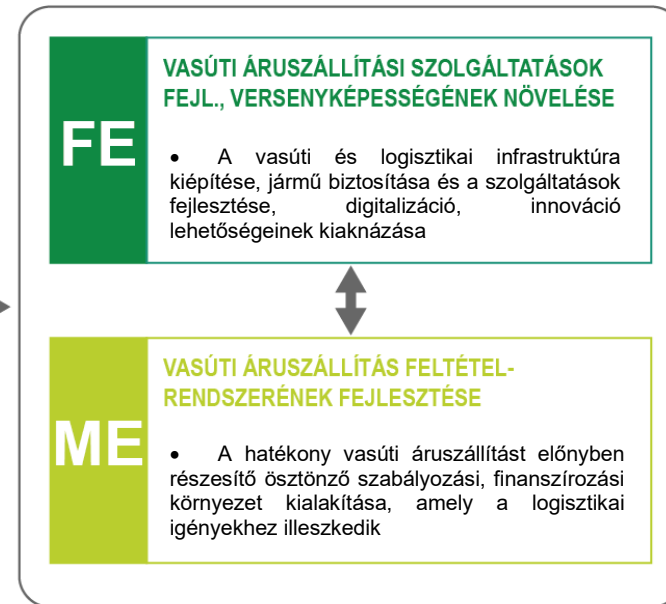 FE
VASÚTI ÁRUSZÁLLÍTÁSI SZOLGÁLTATÁSOK
FEJL., VERSENYKÉPESSÉGÉNEK NÖVELÉSE
• A vasúti és logisztikai infrastruktúra
kiépítése, jármű biztosítása és a szolgáltatások
fejlesztése, digitalizáció, innováció
lehetőségeinek kiaknázása
ME
VASÚTI ÁRUSZÁLLÍTÁS FELTÉTEL-
RENDSZERÉNEK FEJLESZTÉSE
• A hatékony vasúti áruszállítást előnyben
részesítő ösztönző szabályozási, finanszírozási
környezet kialakítása, amely a logisztikai
igényekhez illeszkedik